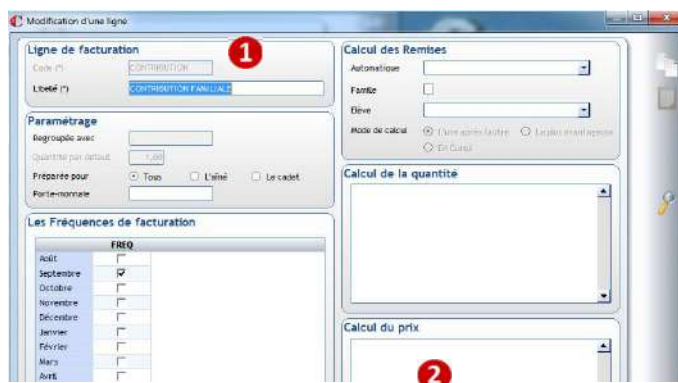 Modification d'une ligne
Ligne de facturation
1
Code (*)
CONTRIBUTION
Libellé (*)
CONTRIBUTION FAMILIALE
Paramétrage
Regroupée avec
Quantité par défaut
1,00
Préparée pour
Tous
L'aîné
Le cadet
Porte-monnaie
Les Fréquences de facturation
FREQ
Août
Septembre
Octobre
Novembre
Décembre
Janvier
Février
Mars
Avril
Calcul des Remises
Automatique
Famille
Elève
Mode de calcul
L'une après l'autre
Le plus avantageuse
En Cumul
Calcul de la quantité
Calcul du prix
2